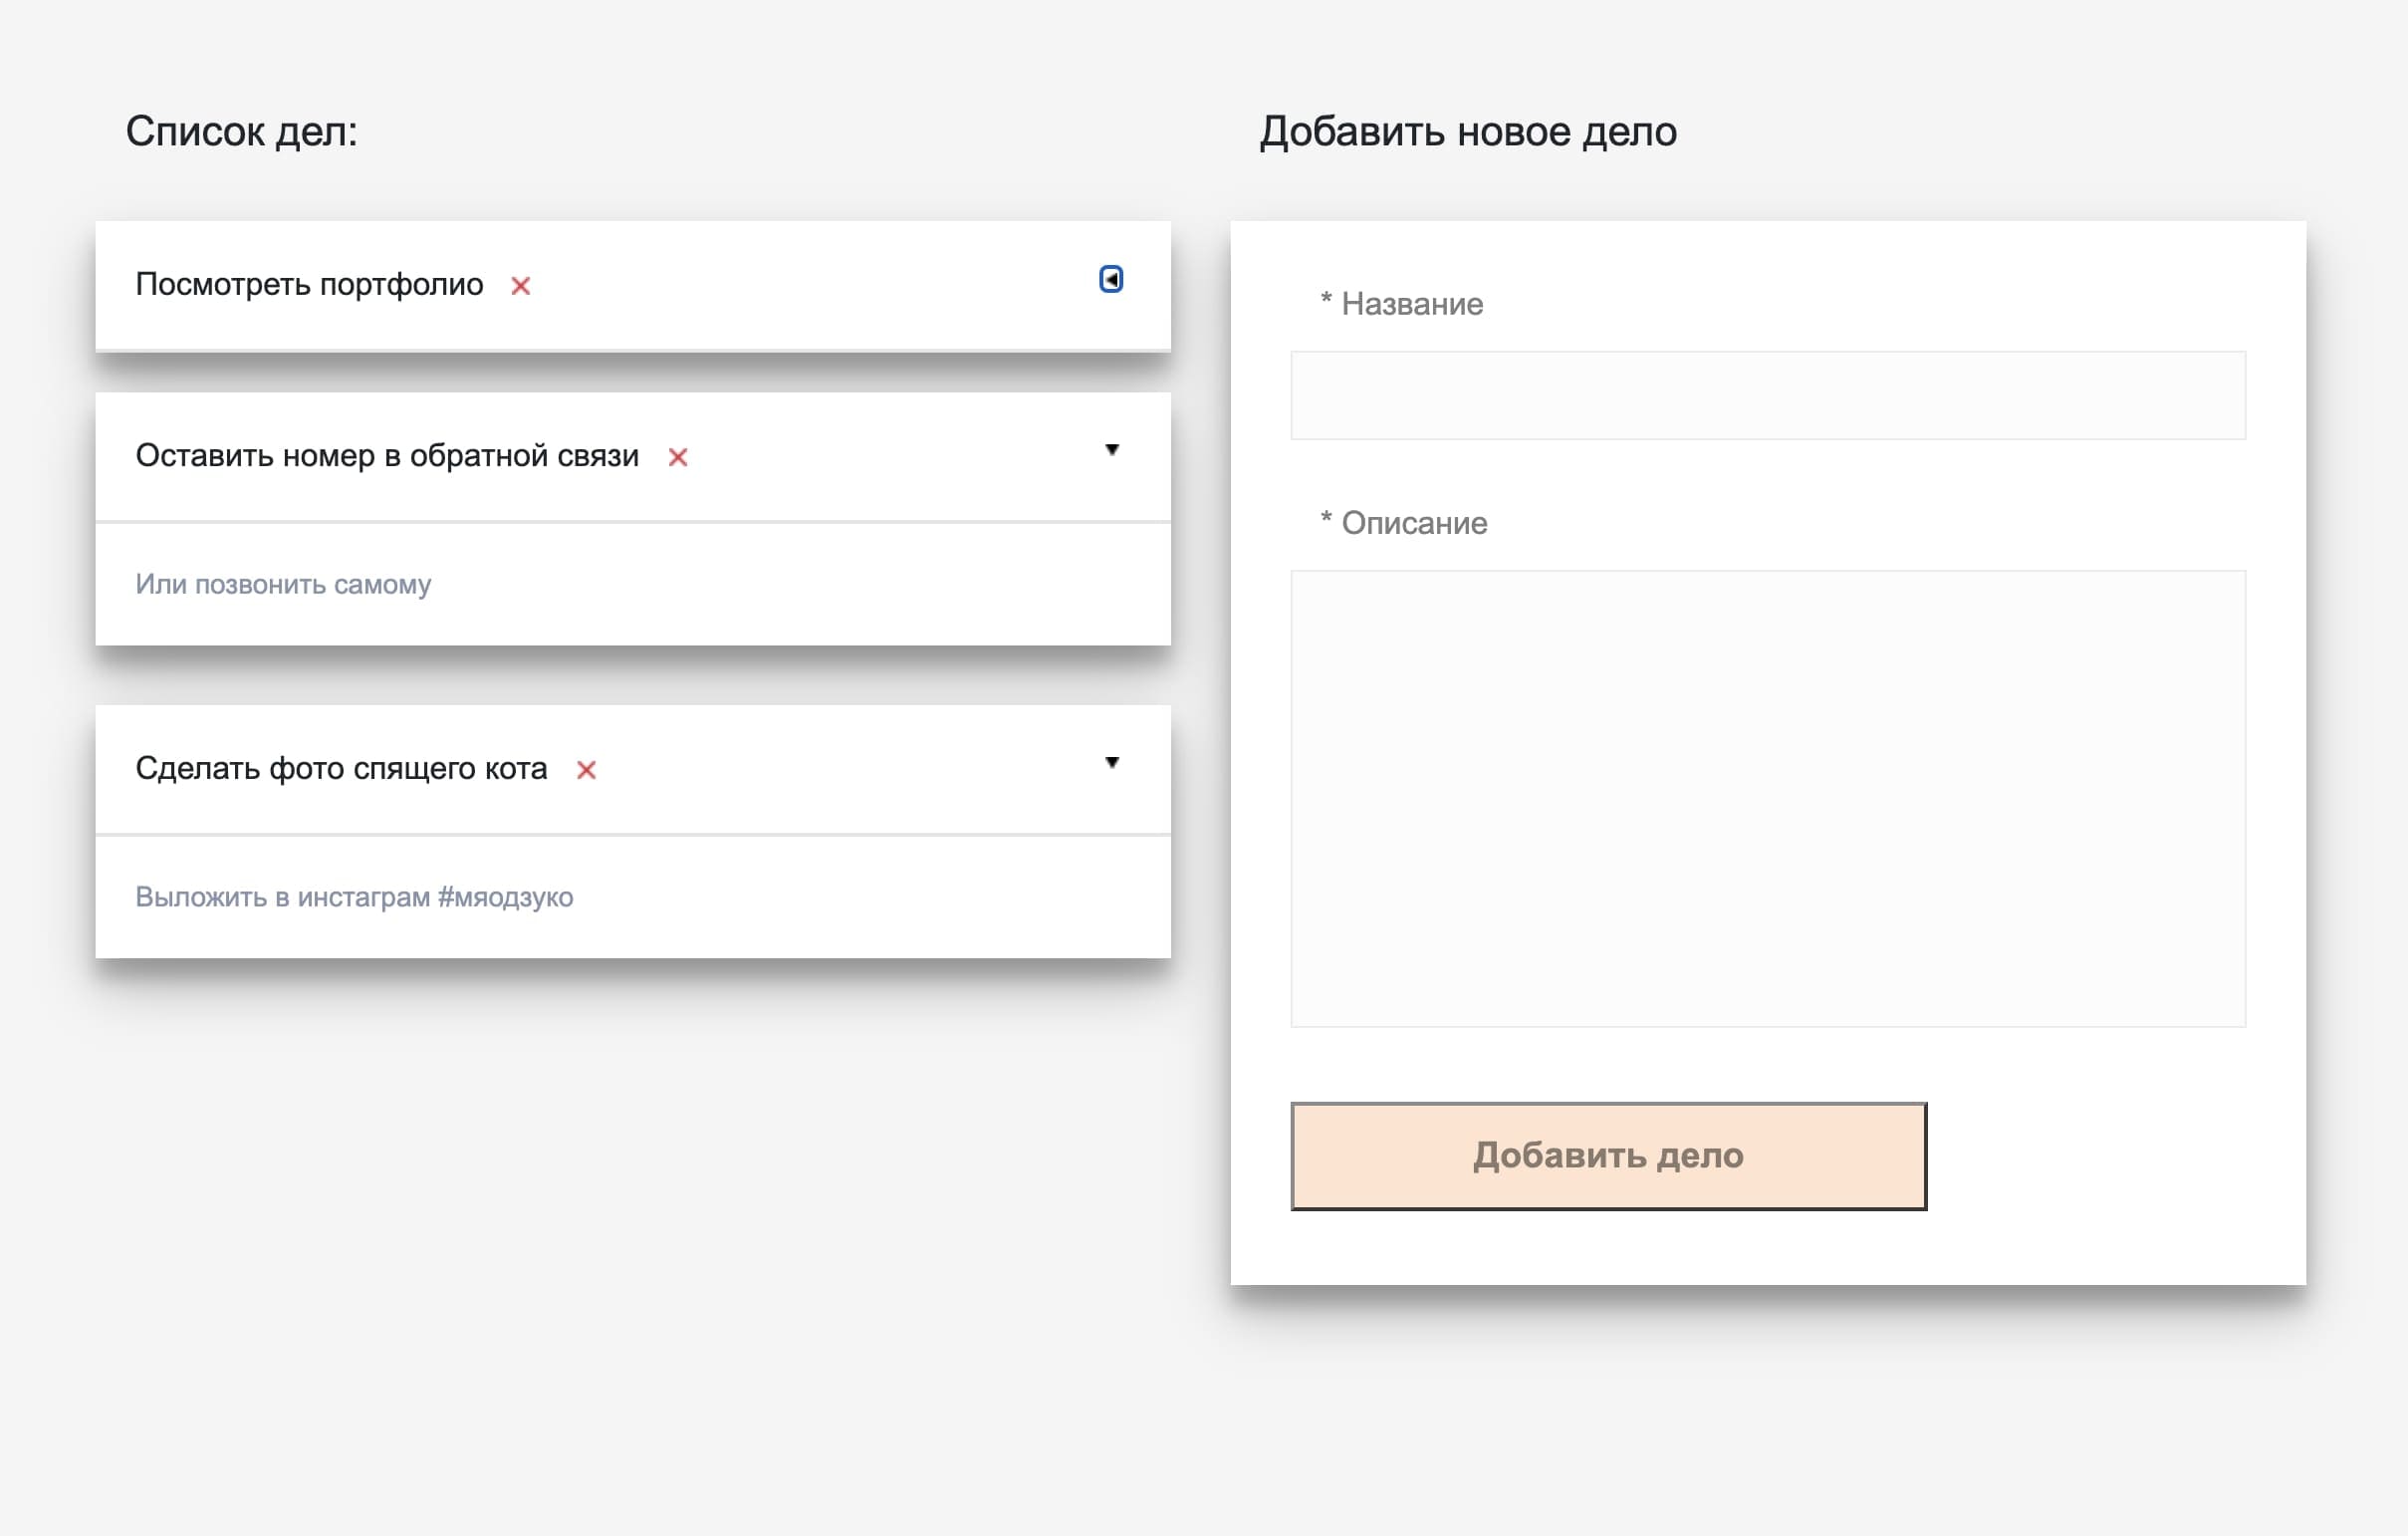 Список дел:
Посмотреть портфолио
Оставить номер в обратной связи
Или позвонить самому
Сделать фото спящего кота
Выложить в инстаграм #мяодзуко
Добавить новое дело
* Название
* Описание
Добавить дело